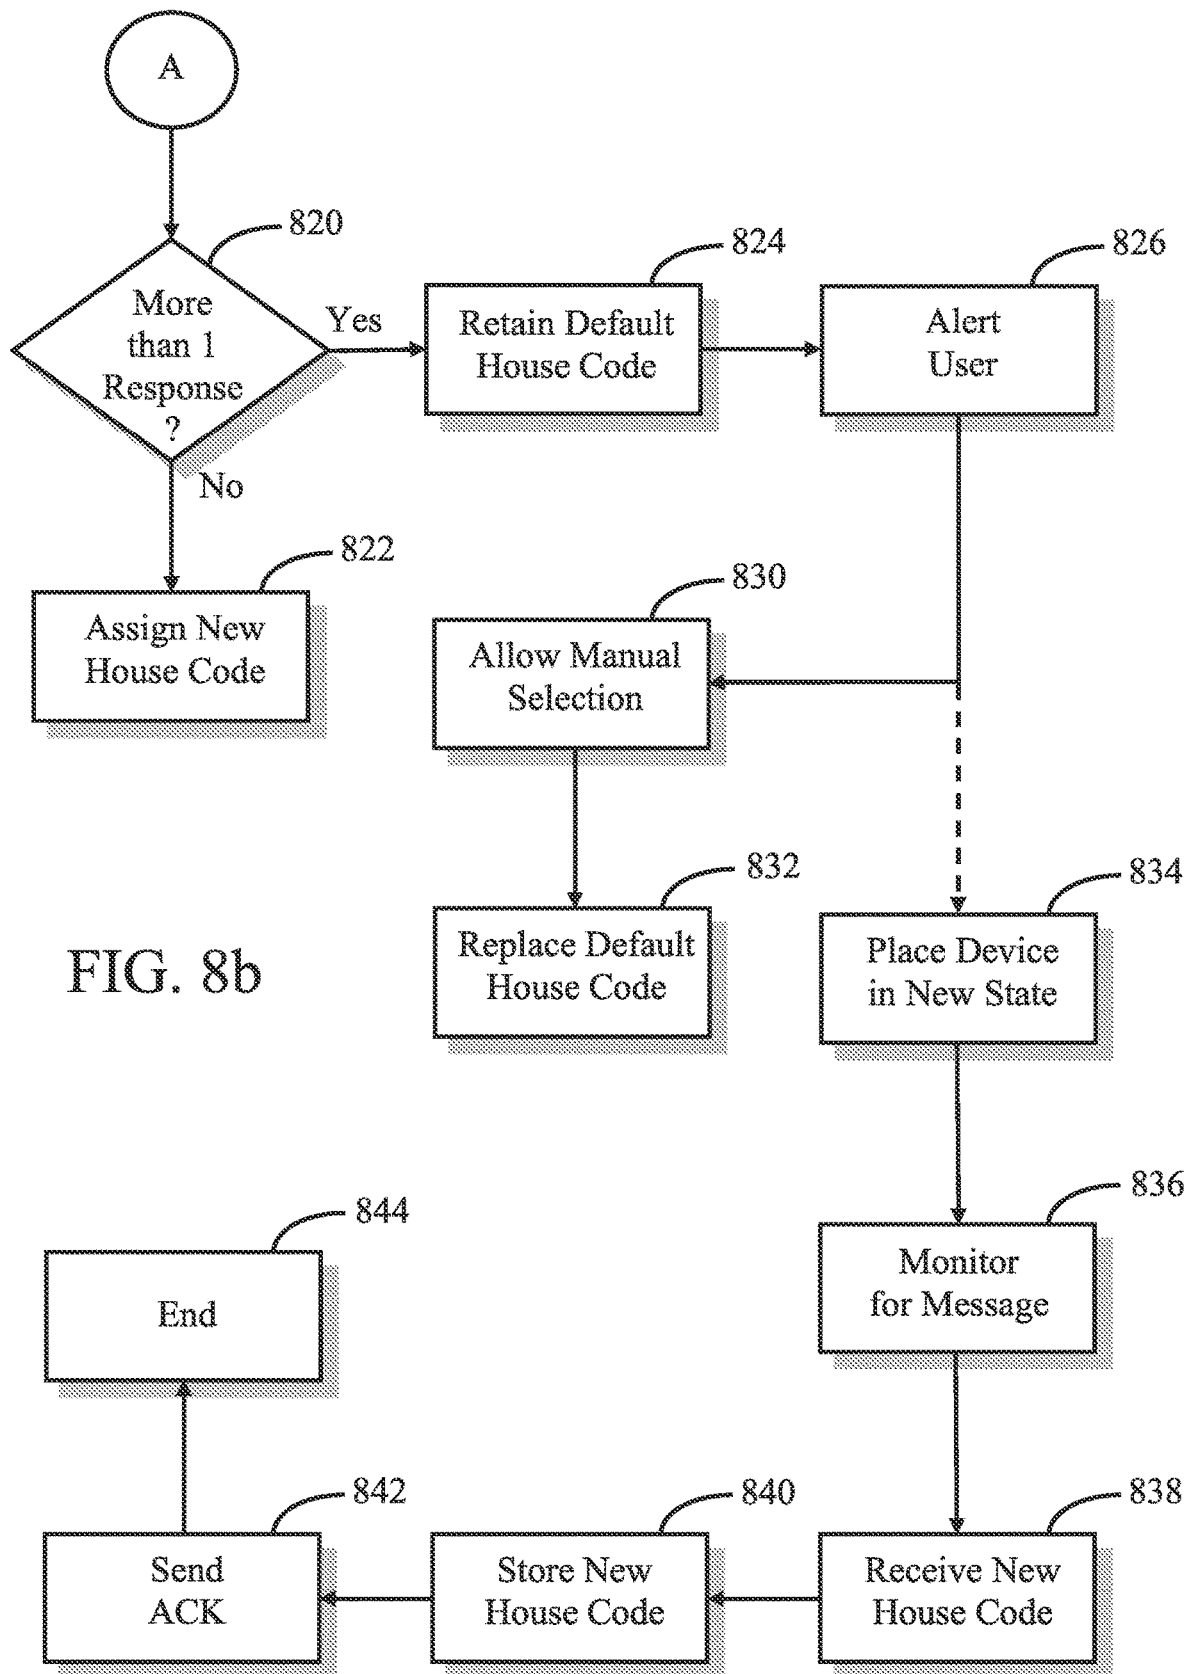 A
820
More
than 1
Response
?
Yes
No
824
Retain Default
House Code
826
Alert
User
822
Assign New
House Code
830
Allow Manual
Selection
832
Replace Default
House Code
834
Place Device
in New State
FIG. 8b
836
Monitor
for Message
838
Receive New
House Code
840
Store New
House Code
842
Send
ACK
844
End